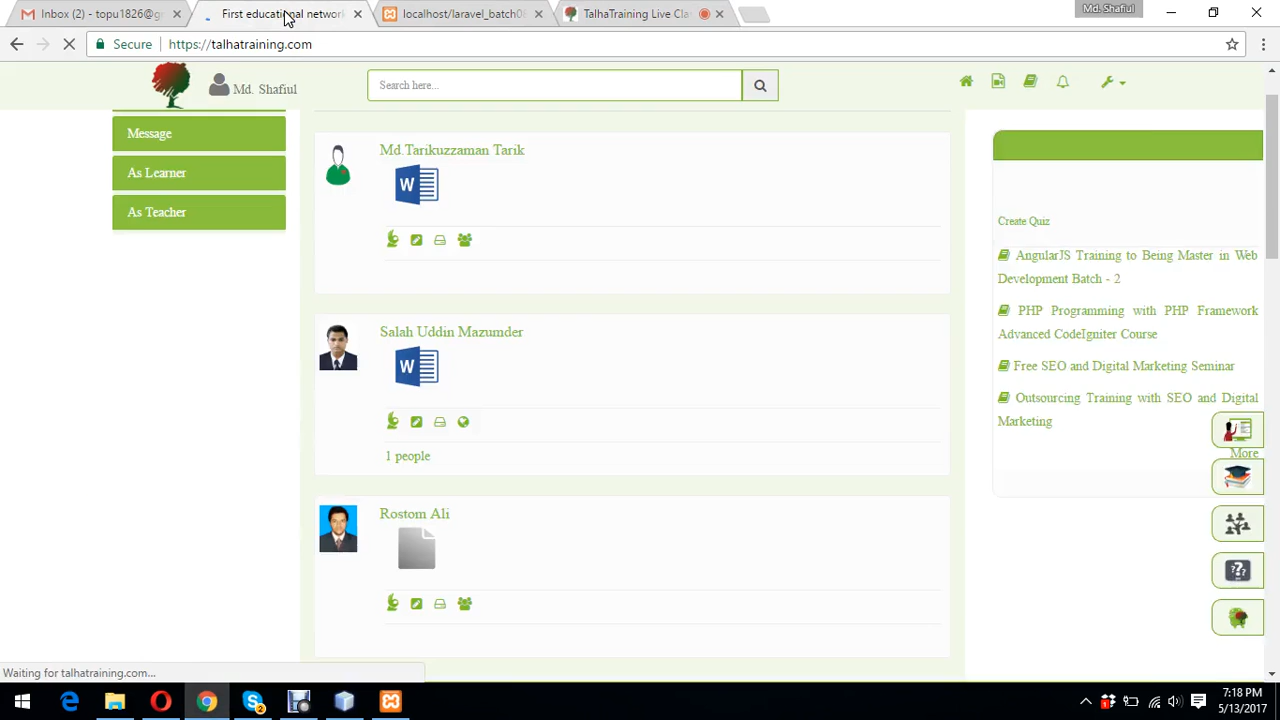 Inbox (2) - topu1826@g
First educational network
localhost/laravel_batch08
TalhaTraining Live Cla
Md. Shafiul
Secure
https://talhatraining.com
Md. Shafiul
Search here...
Message
As Learner
As Teacher
Md.Tarikuzzaman Tarik
W
Salah Uddin Mazumder
W
1 people
Rostom Ali
Create Quiz
AngularJS Training to Being Master in Web
Development Batch - 2
PHP Programming with PHP Framework
Advanced CodeIgniter Course
Free SEO and Digital Marketing Seminar
Outsourcing Training with SEO and Digital
Marketing
More
???
Waiting for talhatraining.com...
2
1
7:18 PM
5/13/2017